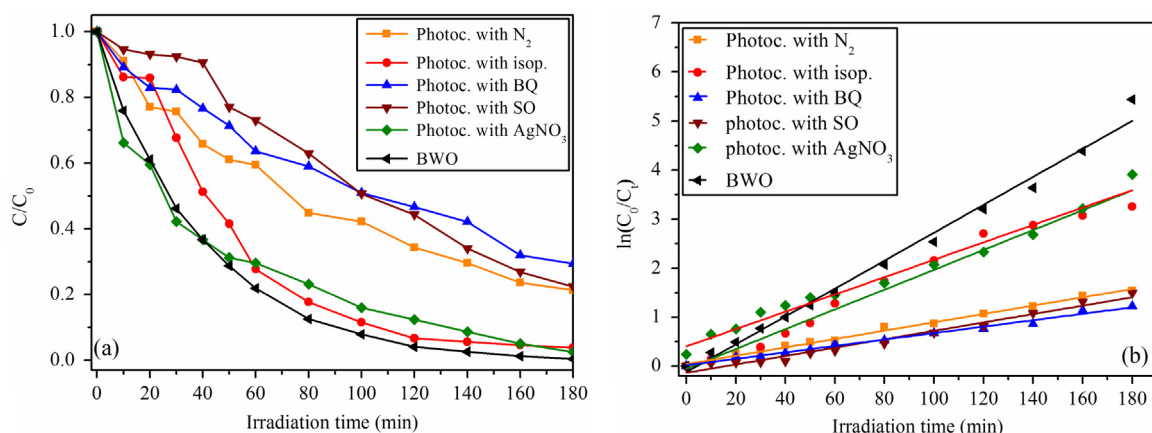 1.0
0.8
0.6
0.4
0.2
0.0
C/C₀
Photoc. with N₂
Photoc. with isop.
Photoc. with BQ
Photoc. with SO
Photoc. with AgNO₃
BWO
(a)
0 20 40 60 80 100 120 140 160 180
Irradiation time (min)
7
6
5
4
3
2
1
0
ln(C₀/Cₜ)
Photoc. with N₂
Photoc. with isop.
Photoc. with BQ
photoc. with SO
photoc. with AgNO₃
BWO
(b)
0 20 40 60 80 100 120 140 160 180
Irradiation time (min)